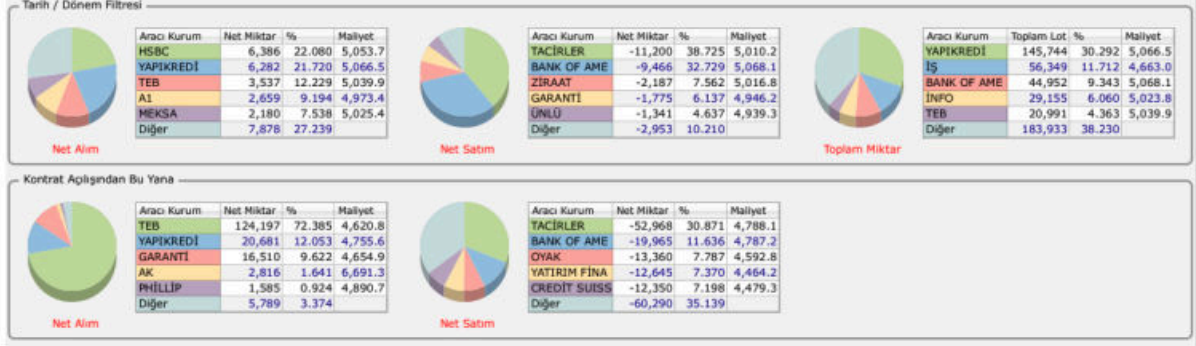 Tarih / Dönem Filtresi
Aracı Kurum Net Miktar % Maliyet
HSBC 6,386 22.080 5,053.7
YAPIKREDİ 6,282 21.720 5,066.5
TEB 3,537 12.229 5,039.9
A1 2,659 9.194 4,973.4
MEKSA 2,180 7.538 5,025.4
Diğer 7,878 27.239
Net Alım
Aracı Kurum Net Miktar % Maliyet
TACİRLER -11,200 38.725 5,010.2
BANK OF AME -9,466 32.729 5,068.1
ZİRAAT -2,187 7.562 5,016.8
GARANTİ -1,775 6.137 4,946.2
ÜNLÜ -1,341 4.637 4,939.3
Diğer -2,953 10.210
Net Satım
Aracı Kurum Toplam Lot % Maliyet
YAPIKREDİ 145,744 30.292 5,066.5
İŞ 56,349 11.712 4,663.0
BANK OF AME 44,952 9.343 5,068.1
İNFO 29,155 6.060 5,023.8
TEB 20,991 4.363 5,039.9
Diğer 183,933 38.230
Toplam Miktar
Kontrat Açılışından Bu Yana
Aracı Kurum Net Miktar % Maliyet
TEB 124,197 72.385 4,620.8
YAPIKREDİ 20,681 12.053 4,755.6
GARANTİ 16,510 9.622 4,654.9
AK 2,816 1.641 6,691.3
PHİLLİP 1,585 0.924 4,890.7
Diğer 5,789 3.374
Net Alım
Aracı Kurum Net Miktar % Maliyet
TACİRLER -52,968 30.871 4,788.1
BANK OF AME -19,965 11.636 4,787.2
OYAK -13,360 7.787 4,592.8
YATIRIM FİNA -12,645 7.370 4,464.2
CREDİT SUISS -12,350 7.198 4,479.3
Diğer -60,290 35.139
Net Satım